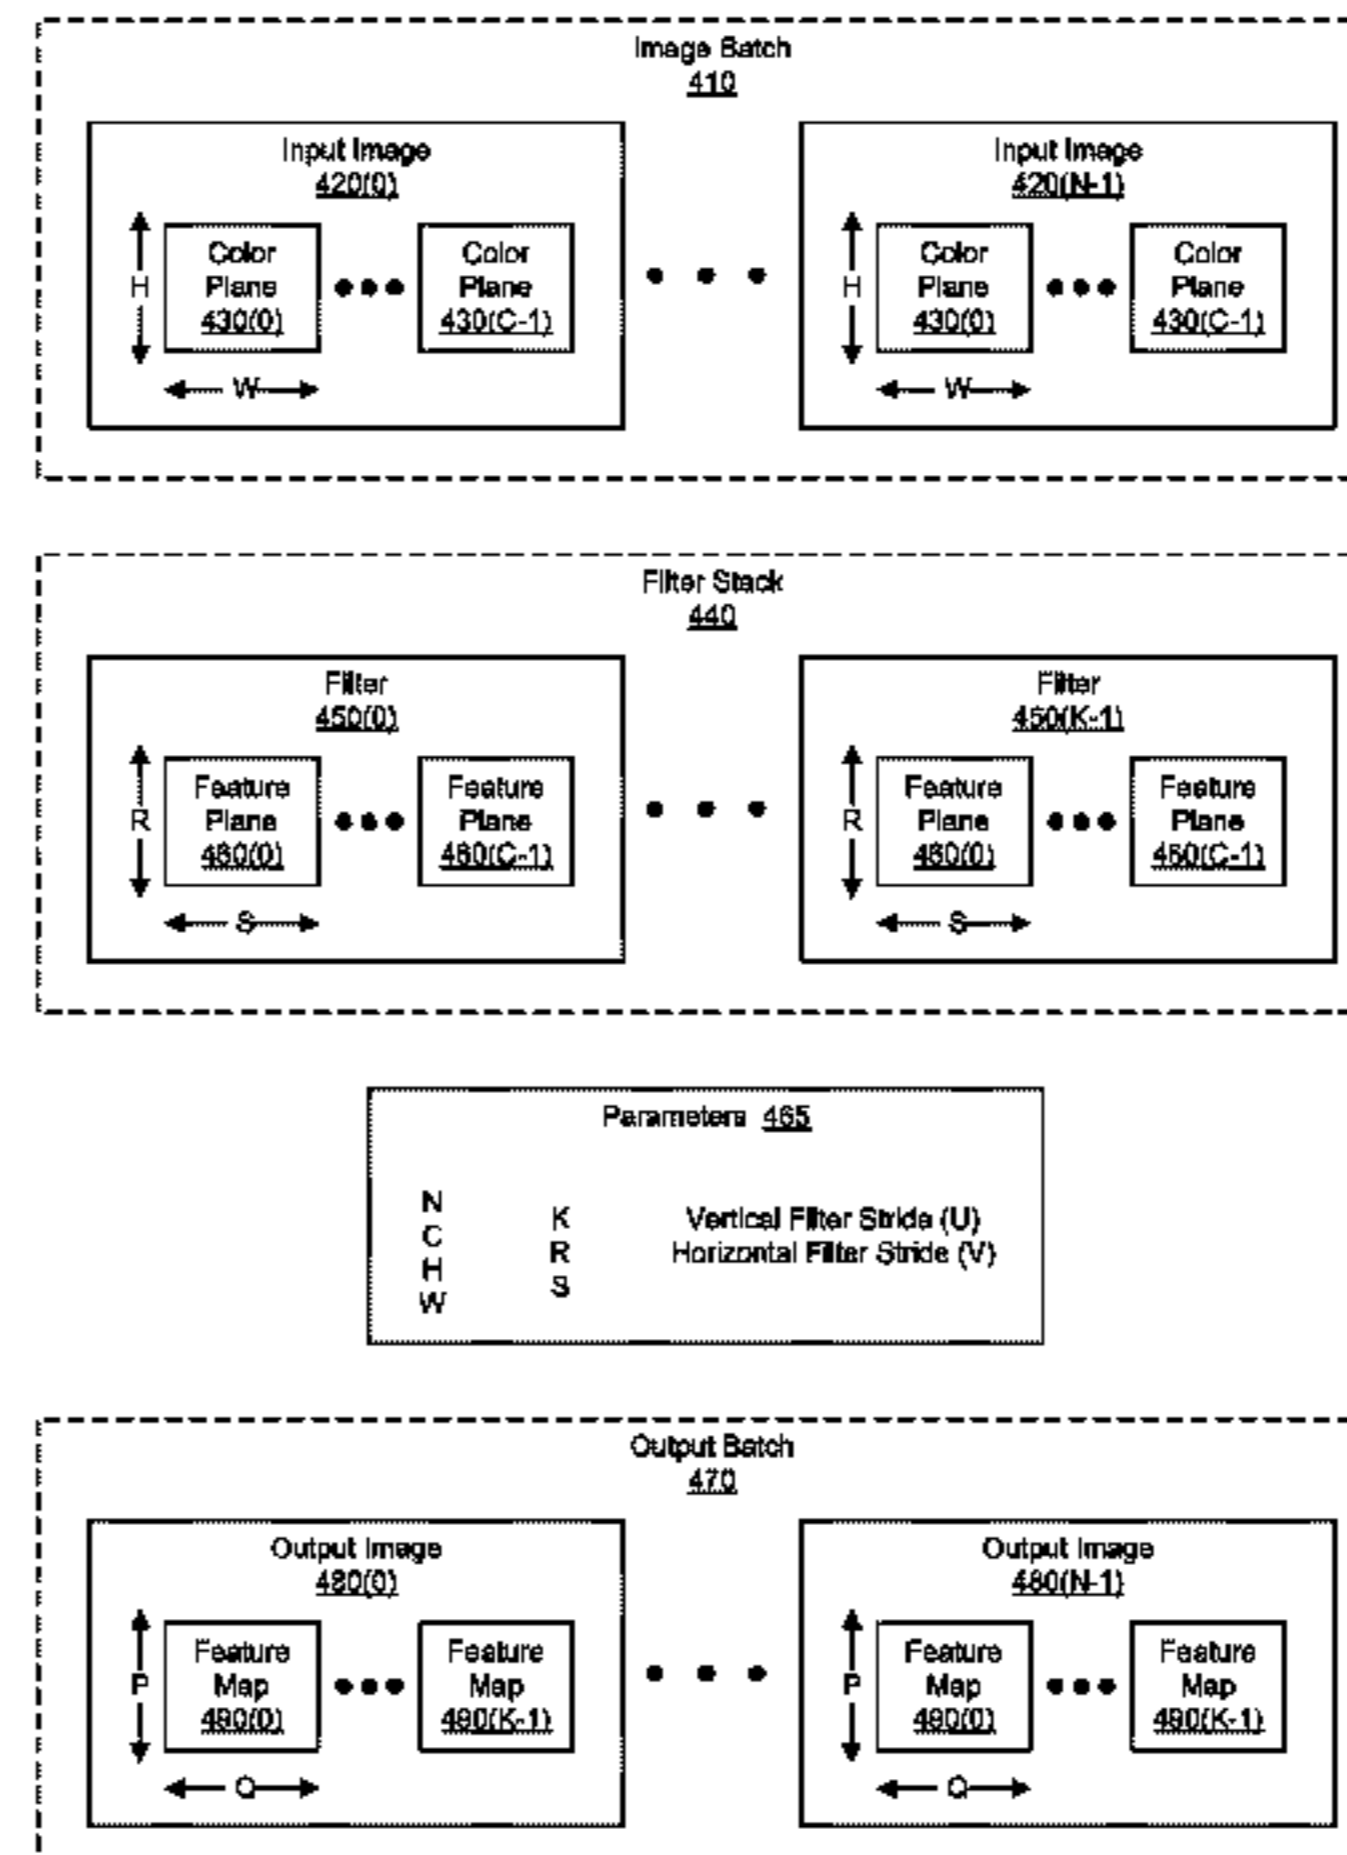 Image Batch
410
Input Image
420(0)
H
Color
Plane
430(0)
Color
Plane
430(C-1)
W
Input Image
420(N-1)
H
Color
Plane
430(0)
Color
Plane
430(C-1)
W
Filter Stack
440
Filter
450(0)
R
Feature
Plane
460(0)
Feature
Plane
460(C-1)
S
Filter
450(K-1)
R
Feature
Plane
460(0)
Feature
Plane
460(C-1)
S
Parameters 465
N
C
H
W
K
R
S
Vertical Filter Stride (U)
Horizontal Filter Stride (V)
Output Batch
470
Output Image
480(0)
P
Feature
Map
490(0)
Feature
Map
490(K-1)
Q
Output Image
480(N-1)
P
Feature
Map
490(0)
Feature
Map
490(K-1)
Q